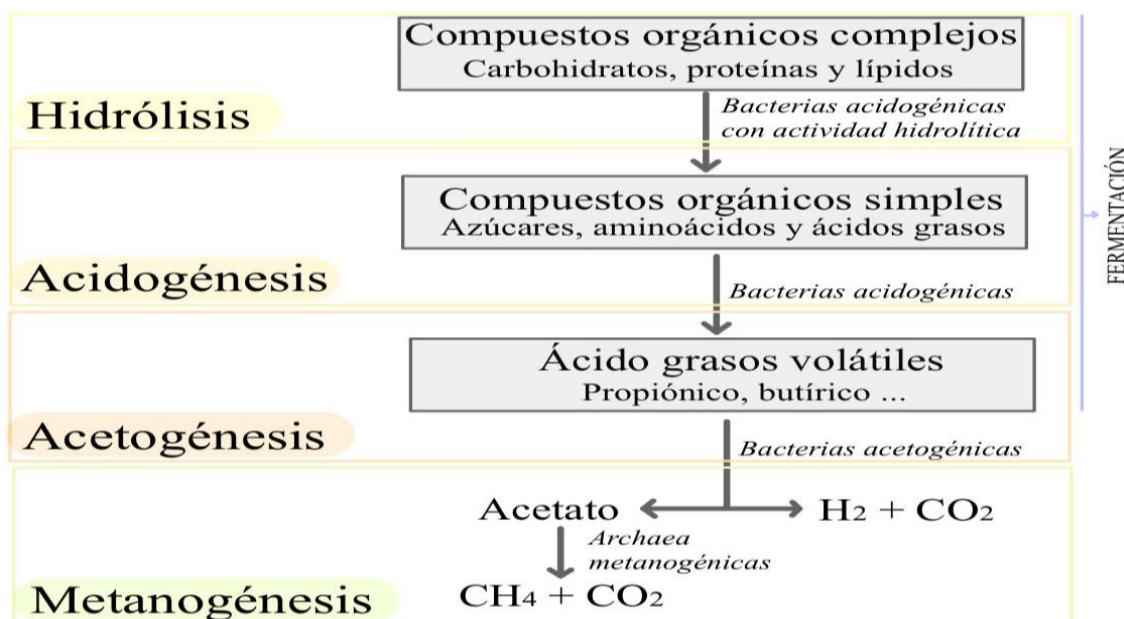 Compuestos orgánicos complejos
Carbohidratos, proteínas y lípidos
Hidrólisis
Bacterias acidogénicas
con actividad hidrolítica
Compuestos orgánicos simples
Azúcares, aminoácidos y ácidos grasos
FERMENTACIÓN
Acidogénesis
Bacterias acidogénicas
Ácido grasos volátiles
Propiónico, butírico ...
Acetogénesis
Bacterias acetogénicas
Acetato
H₂ + CO₂
Archaea
metanogénicas
Metanogénesis
CH₄ + CO₂